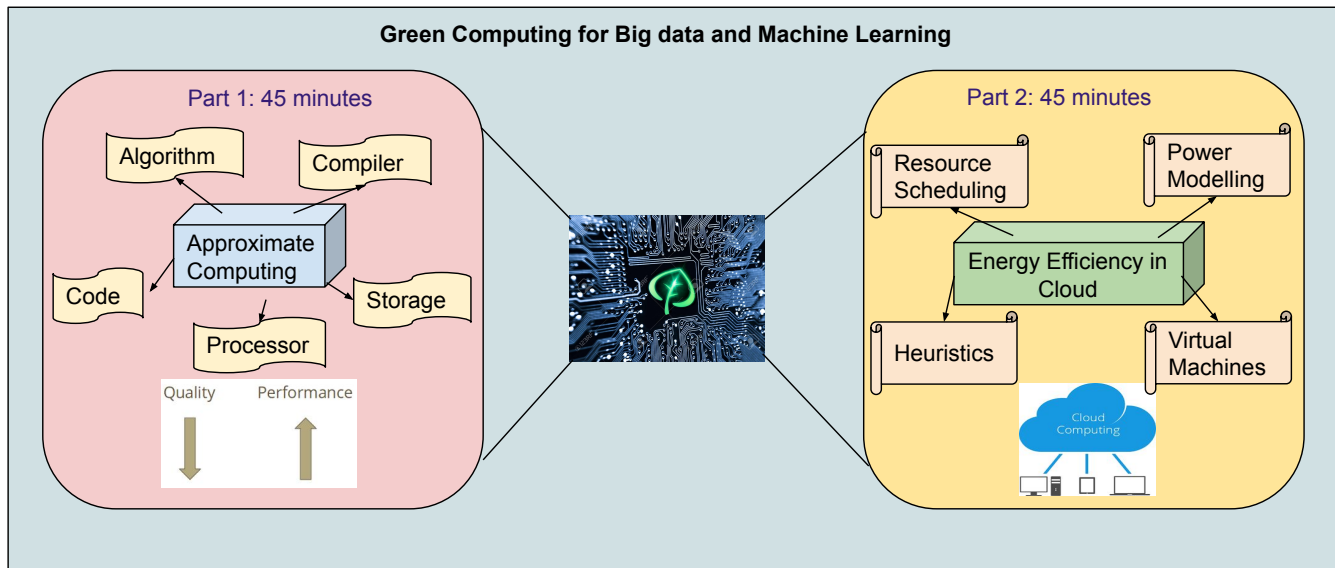 Green Computing for Big data and Machine Learning
Part 1: 45 minutes
Algorithm
Compiler
Approximate
Computing
Code
Storage
Processor
Quality
Performance
Part 2: 45 minutes
Resource
Scheduling
Power
Modelling
Energy Efficiency in
Cloud
Heuristics
Virtual
Machines
Cloud
Computing